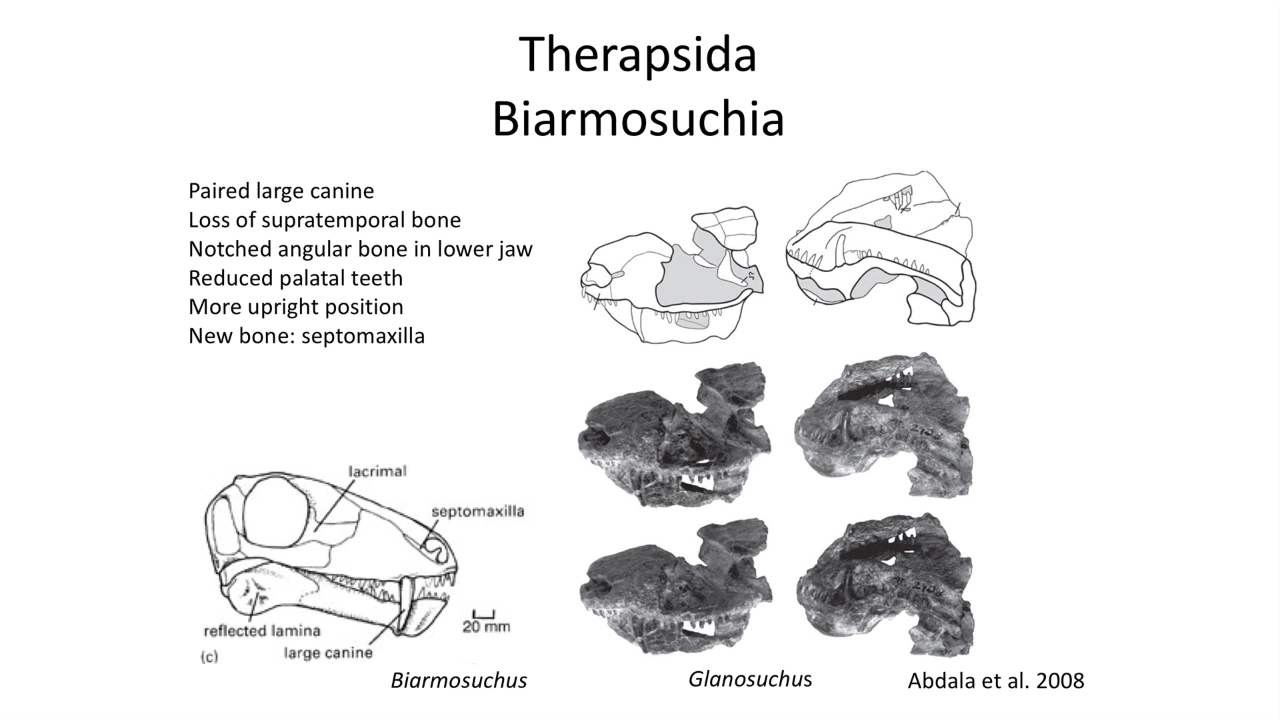 Therapsida
Biarmosuchia
Paired large canine
Loss of supratemporal bone
Notched angular bone in lower jaw
Reduced palatal teeth
More upright position
New bone: septomaxilla
lacrimal
septomaxilla
reflected lamina
20 mm
large canine
(c)
Biarmosuchus
Glanosuchus
Abdala et al. 2008